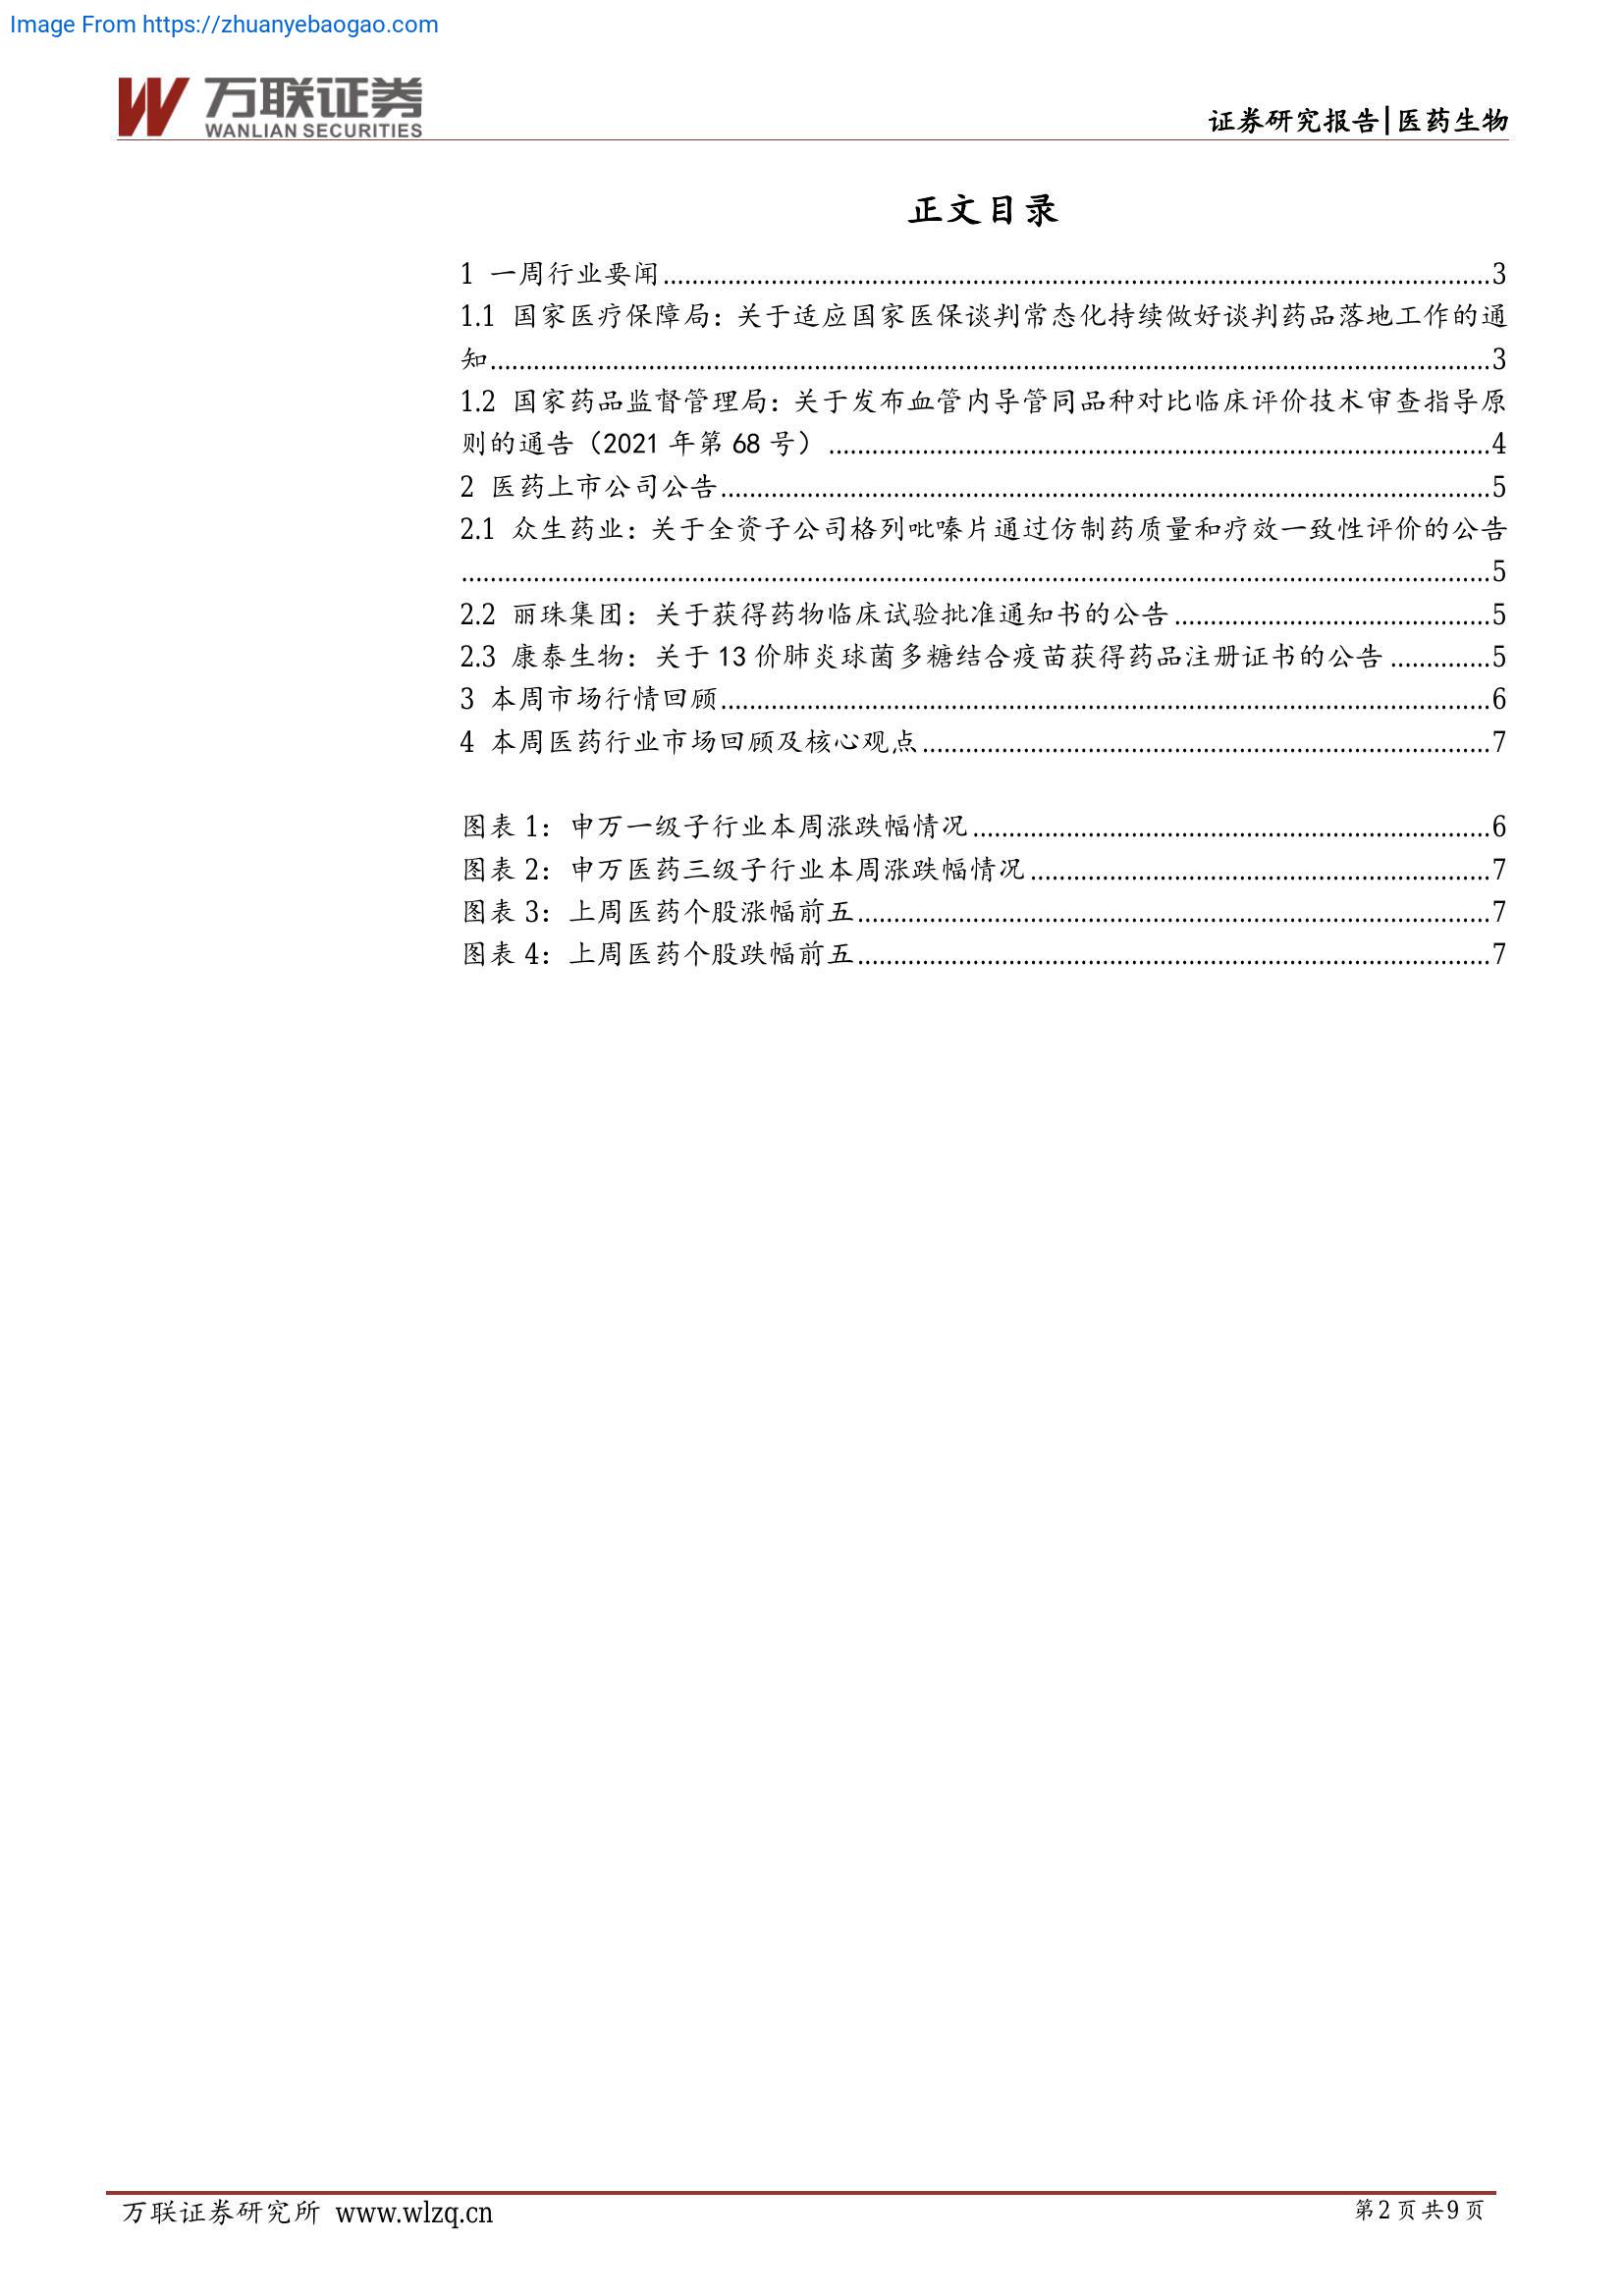 Image From https://zhuanyebaogao.com
万联证券
WANLIAN SECURITIES
证券研究报告|医药生物
正文目录
1 一周行业要闻........................................3
1.1 国家医疗保障局：关于适应国家医保谈判常态化持续做好谈判药品落地工作的通
知........................................3
1.2 国家药品监督管理局：关于发布血管内导管同品种对比临床评价技术审查指导原
则的通告（2021 年第 68 号）........................................4
2 医药上市公司公告........................................5
2.1 众生药业：关于全资子公司格列吡嗪片通过仿制药质量和疗效一致性评价的公告
........................................5
2.2 丽珠集团：关于获得药物临床试验批准通知书的公告........................................5
2.3 康泰生物：关于 13 价肺炎球菌多糖结合疫苗获得药品注册证书的公告..............5
3 本周市场行情回顾........................................6
4 本周医药行业市场回顾及核心观点........................................7
图表 1：申万一级子行业本周涨跌幅情况........................................6
图表 2：申万医药三级子行业本周涨跌幅情况........................................7
图表 3：上周医药个股涨幅前五........................................7
图表 4：上周医药个股跌幅前五........................................7
万联证券研究所 www.wlzq.cn
第2页共9页